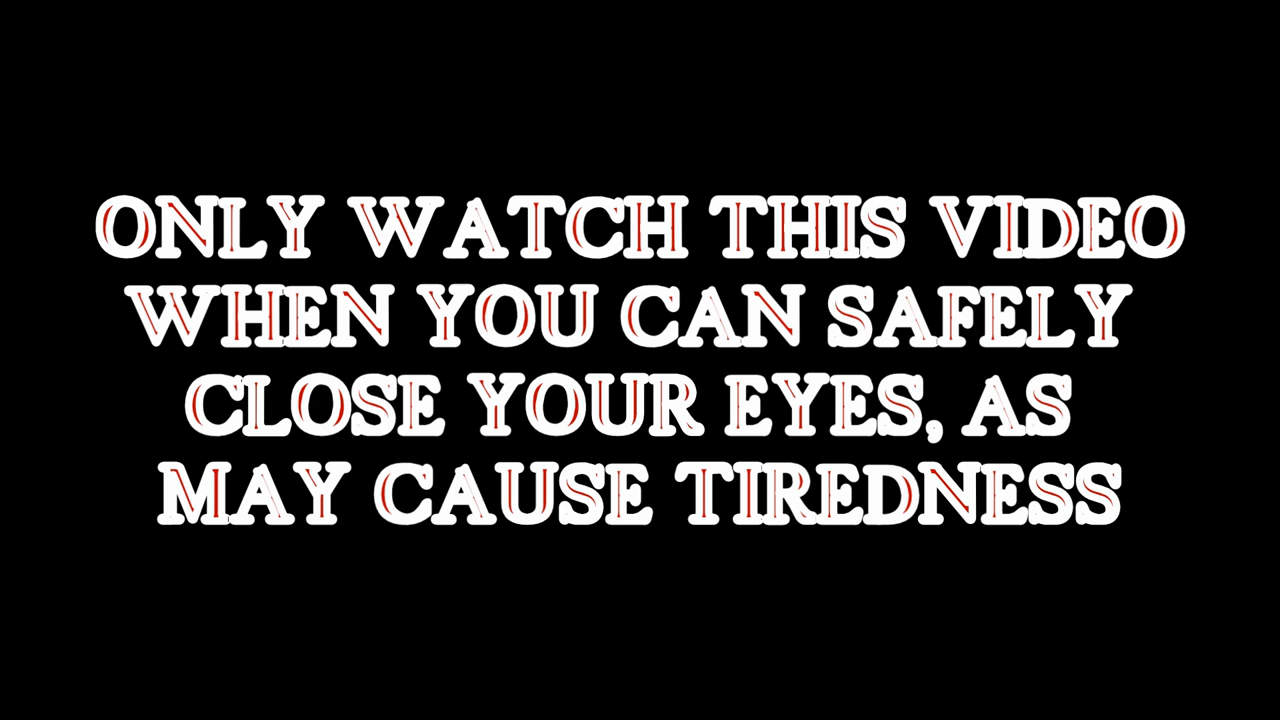 ONLY WATCH THIS VIDEO
WHEN YOU CAN SAFELY
CLOSE YOUR EYES, AS
MAY CAUSE TIREDNESS